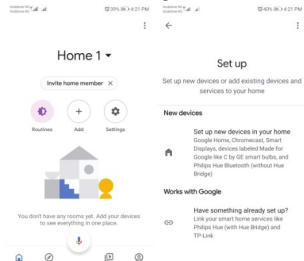 39% 4:21 PM
Home 1
Invite home member ×
Routines Add Settings
You don't have any rooms yet. Add your devices
to see everything in one place.
40% 4:21 PM
Set up
Set up new devices or add existing devices and
services to your home
New devices
Set up new devices in your home
Google Home, Chromecast, Smart
Displays, devices labeled Made for
Google like C by GE smart bulbs, and
Philips Hue Bluetooth (without Hue
Bridge)
Works with Google
Have something already set up?
Link your smart home services like
Philips Hue (with Hue Bridge) and
TP-Link